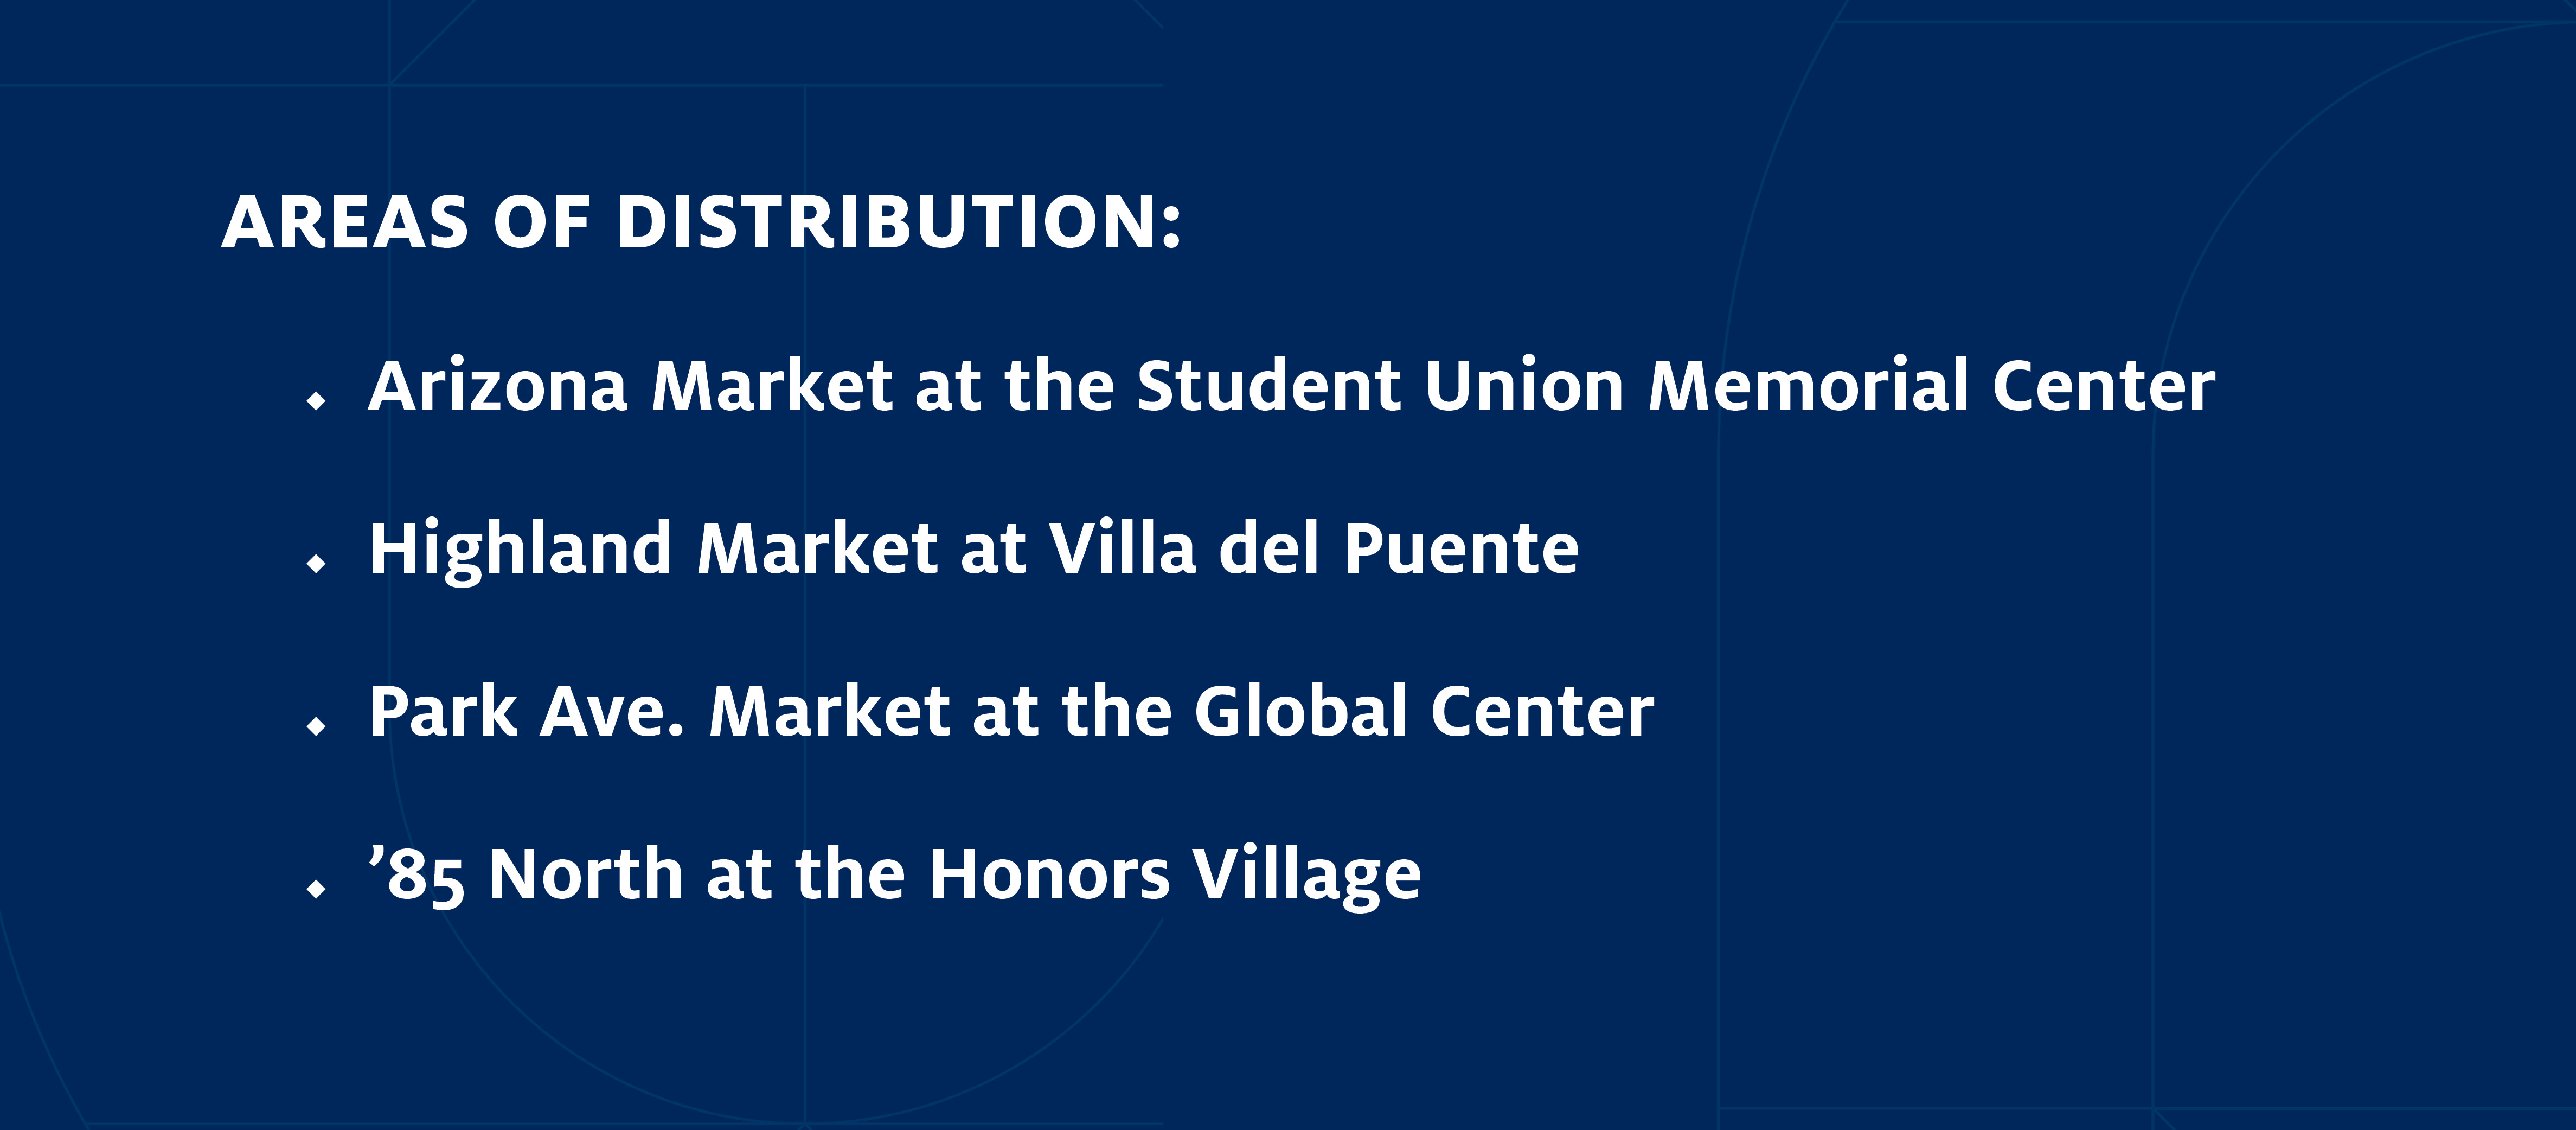 AREAS OF DISTRIBUTION:
⬥ Arizona Market at the Student Union Memorial Center
⬥ Highland Market at Villa del Puente
⬥ Park Ave. Market at the Global Center
⬥ ’85 North at the Honors Village